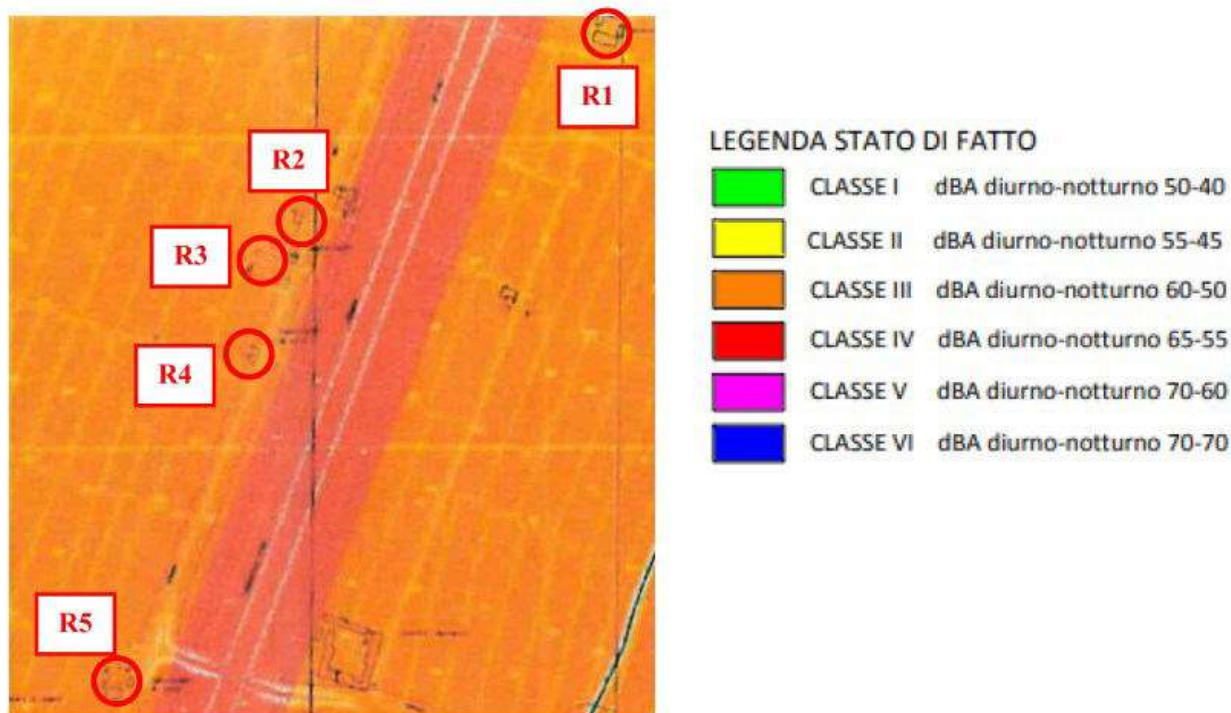 R1
R2
R3
R4
R5
LEGENDA STATO DI FATTO
CLASSE I dBA diurno-notturno 50-40
CLASSE II dBA diurno-notturno 55-45
CLASSE III dBA diurno-notturno 60-50
CLASSE IV dBA diurno-notturno 65-55
CLASSE V dBA diurno-notturno 70-60
CLASSE VI dBA diurno-notturno 70-70